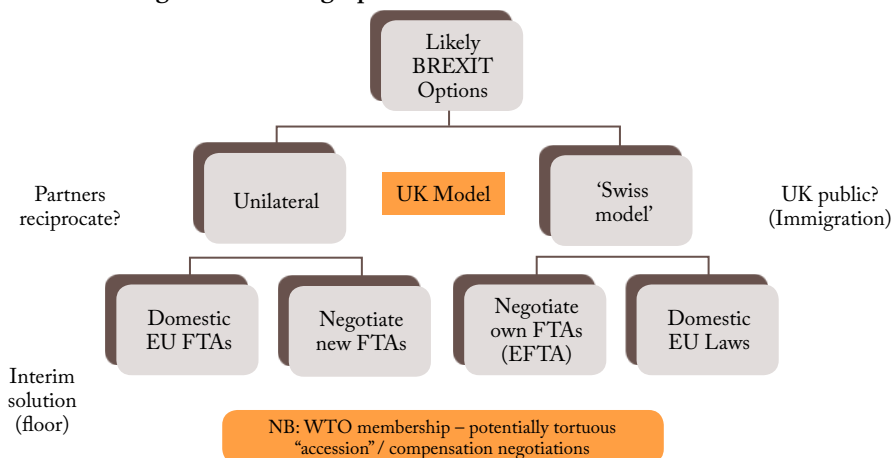 Likely
BREXIT
Options
Partners
reciprocate?
Unilateral
UK Model
‘Swiss
model’
UK public?
(Immigration)
Domestic
EU FTAs
Negotiate
new FTAs
Negotiate
own FTAs
(EFTA)
Domestic
EU Laws
Interim
solution
(floor)
NB: WTO membership – potentially tortuous
“accession”/ compensation negotiations